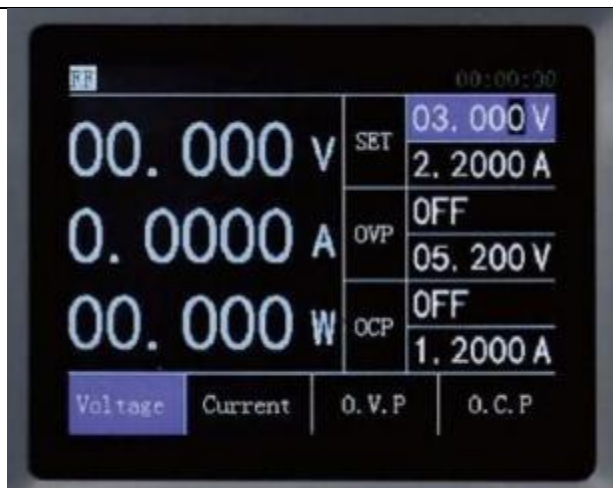 00:00:00
00.000 V
SET
03.000 V
2.2000 A
0.0000 A
OVP
OFF
05.200 V
00.000 W
OCP
OFF
1.2000 A
Voltage Current O.V.P O.C.P